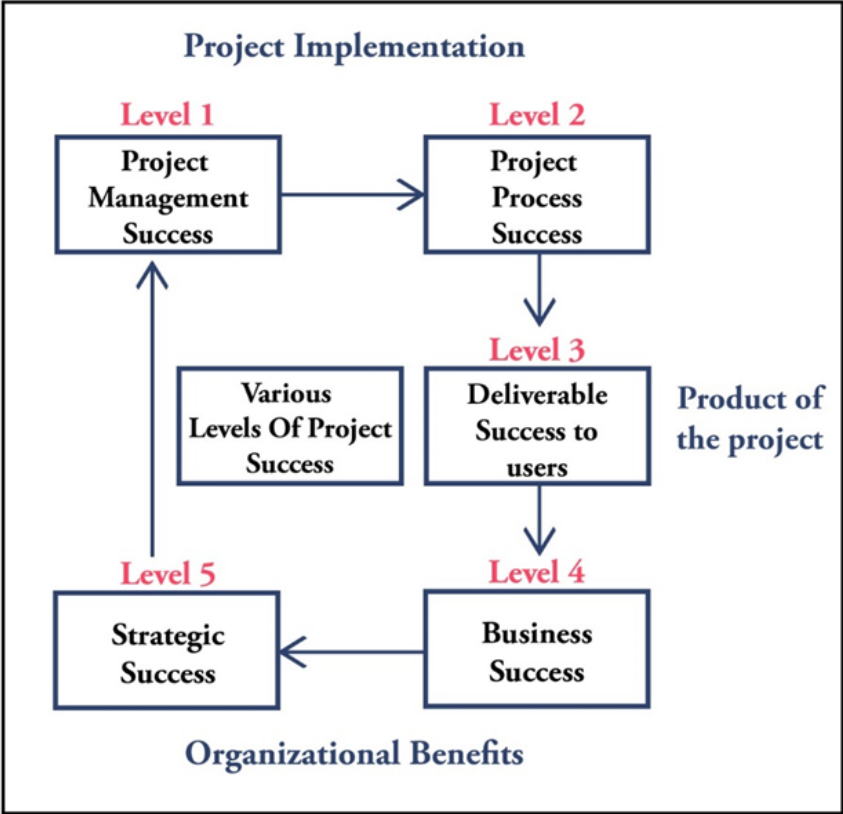 Project Implementation
Level 1
Project
Management
Success
Level 2
Project
Process
Success
Level 3
Deliverable
Success to
users
Product of
the project
Various
Levels Of Project
Success
Level 4
Business
Success
Level 5
Strategic
Success
Organizational Benefits